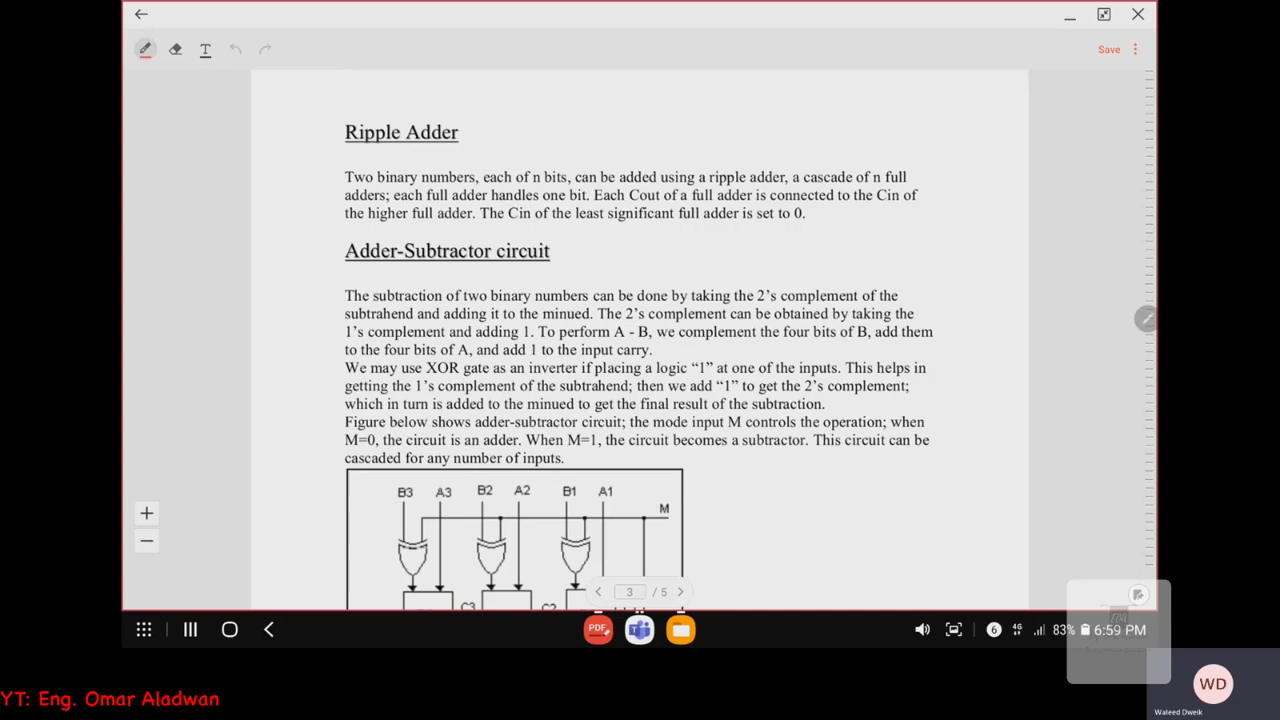 Save
Ripple Adder
Two binary numbers, each of n bits, can be added using a ripple adder, a cascade of n full
adders; each full adder handles one bit. Each Cout of a full adder is connected to the Cin of
the higher full adder. The Cin of the least significant full adder is set to 0.
Adder-Subtractor circuit
The subtraction of two binary numbers can be done by taking the 2's complement of the
subtrahend and adding it to the minued. The 2's complement can be obtained by taking the
1's complement and adding 1. To perform A - B, we complement the four bits of B, add them
to the four bits of A, and add 1 to the input carry.
We may use XOR gate as an inverter if placing a logic “1” at one of the inputs. This helps in
getting the 1's complement of the subtrahend; then we add “1” to get the 2's complement;
which in turn is added to the minued to get the final result of the subtraction.
Figure below shows adder-subtractor circuit; the mode input M controls the operation; when
M=0, the circuit is an adder. When M=1, the circuit becomes a subtractor. This circuit can be
cascaded for any number of inputs.
B3 A3 B2 A2 B1 A1
M
C3 C2
3 / 5
PDF
6 4G 83% 6:59 PM
WD
YT: Eng. Omar Aladwan
Waleed Dweik